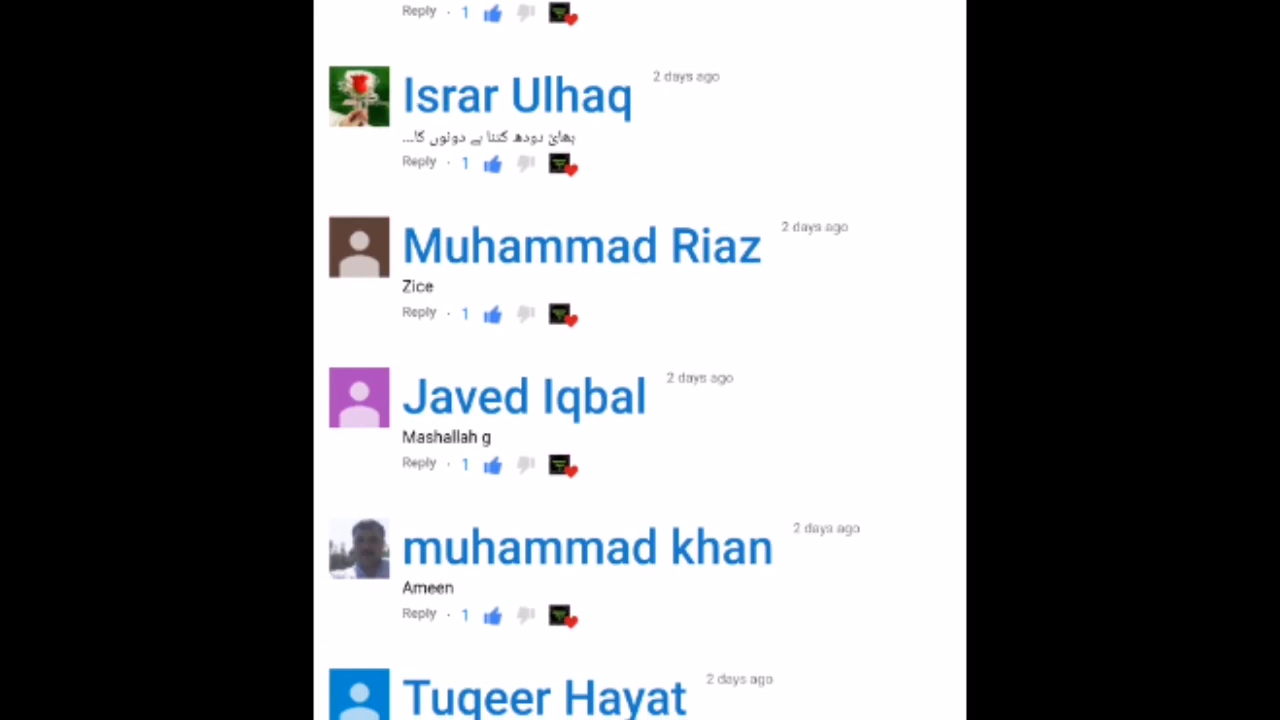 Reply · 1
Israr Ulhaq 2 days ago
بھائ دودھ کتنا ہے دونوں کا...
Reply · 1
Muhammad Riaz 2 days ago
Zice
Reply · 1
Javed Iqbal 2 days ago
Mashallah g
Reply · 1
muhammad khan 2 days ago
Ameen
Reply · 1
Tuqeer Hayat 2 days ago